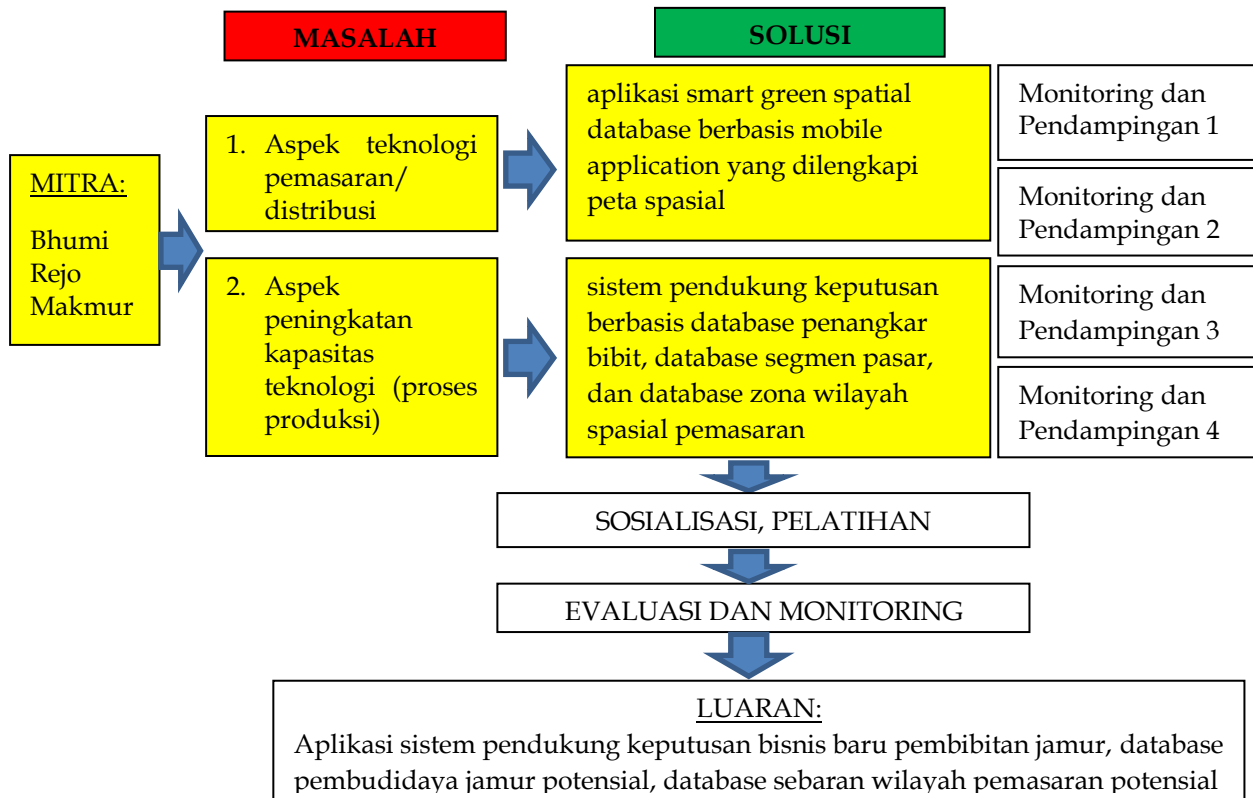 MASALAH
SOLUSI
MITRA:
Bhumi
Rejo
Makmur
1. Aspek teknologi
pemasaran/
distribusi
2. Aspek
peningkatan
kapasitas
teknologi (proses
produksi)
aplikasi smart green spatial
database berbasis mobile
application yang dilengkapi
peta spasial
sistem pendukung keputusan
berbasis database penangkar
bibit, database segmen pasar,
dan database zona wilayah
spasial pemasaran
Monitoring dan
Pendampingan 1
Monitoring dan
Pendampingan 2
Monitoring dan
Pendampingan 3
Monitoring dan
Pendampingan 4
SOSIALISASI, PELATIHAN
EVALUASI DAN MONITORING
LUARAN:
Aplikasi sistem pendukung keputusan bisnis baru pembibitan jamur, database
pembudidaya jamur potensial, database sebaran wilayah pemasaran potensial